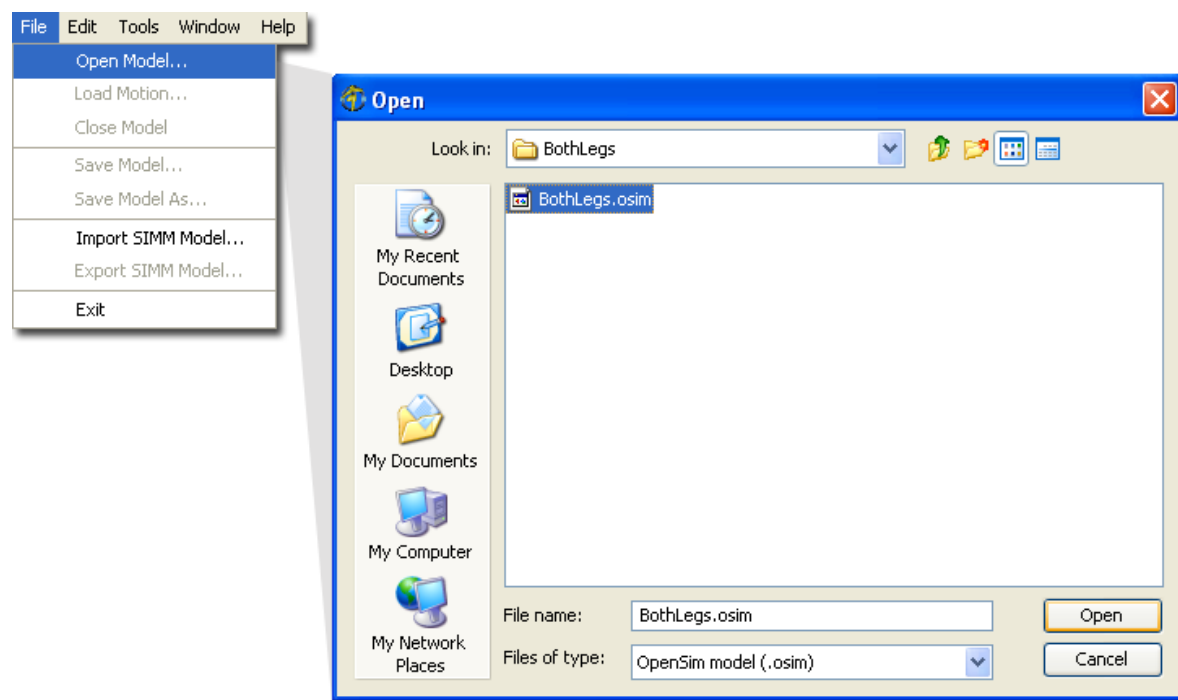 File Edit Tools Window Help
Open Model...
Load Motion...
Close Model
Save Model...
Save Model As...
Import SIMM Model...
Export SIMM Model...
Exit
Open
Look in: BothLegs
BothLegs.osim
My Recent
Documents
Desktop
My Documents
My Computer
My Network
Places
File name: BothLegs.osim Open
Files of type: OpenSim model (.osim) Cancel